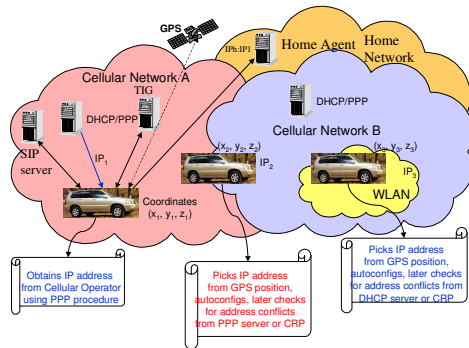 GPS
IPh:IP1
Home Agent
Home
Network
Cellular Network A
TIG
DHCP/PPP
DHCP/PPP
Cellular Network B
SIP
server
IP1
(x2, y2, z2)
IP2
(x3, y3, z3)
IP3
WLAN
Coordinates
(x1, y1, z1)
Obtains IP address
from Cellular Operator
using PPP procedure
Picks IP address
from GPS position,
autoconfigs, later checks
for address conflicts
from PPP server or CRP
Picks IP address
from GPS position,
autoconfigs, later checks
for address conflicts from
DHCP server or CRP